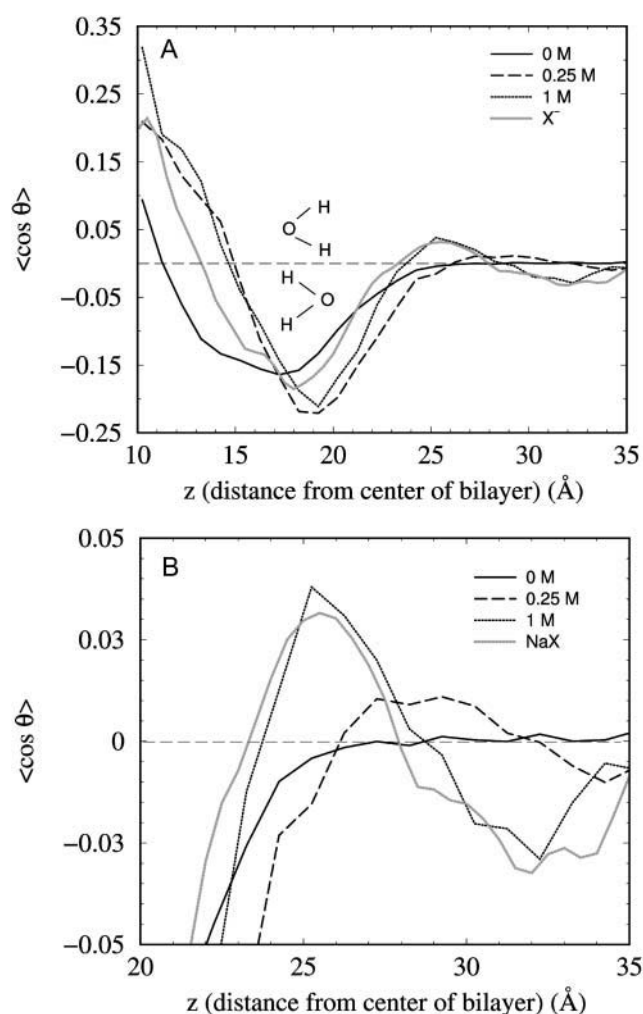 A
0 M
0.25 M
1 M
X⁻
0.35
0.25
0.15
0.05
−0.05
−0.15
−0.25
<cos θ>
H
O
H
H
O
H
10 15 20 25 30 35
z (distance from center of bilayer) (Å)
B
0 M
0.25 M
1 M
NaX
0.05
0.03
0
−0.03
−0.05
<cos θ>
20 25 30 35
z (distance from center of bilayer) (Å)